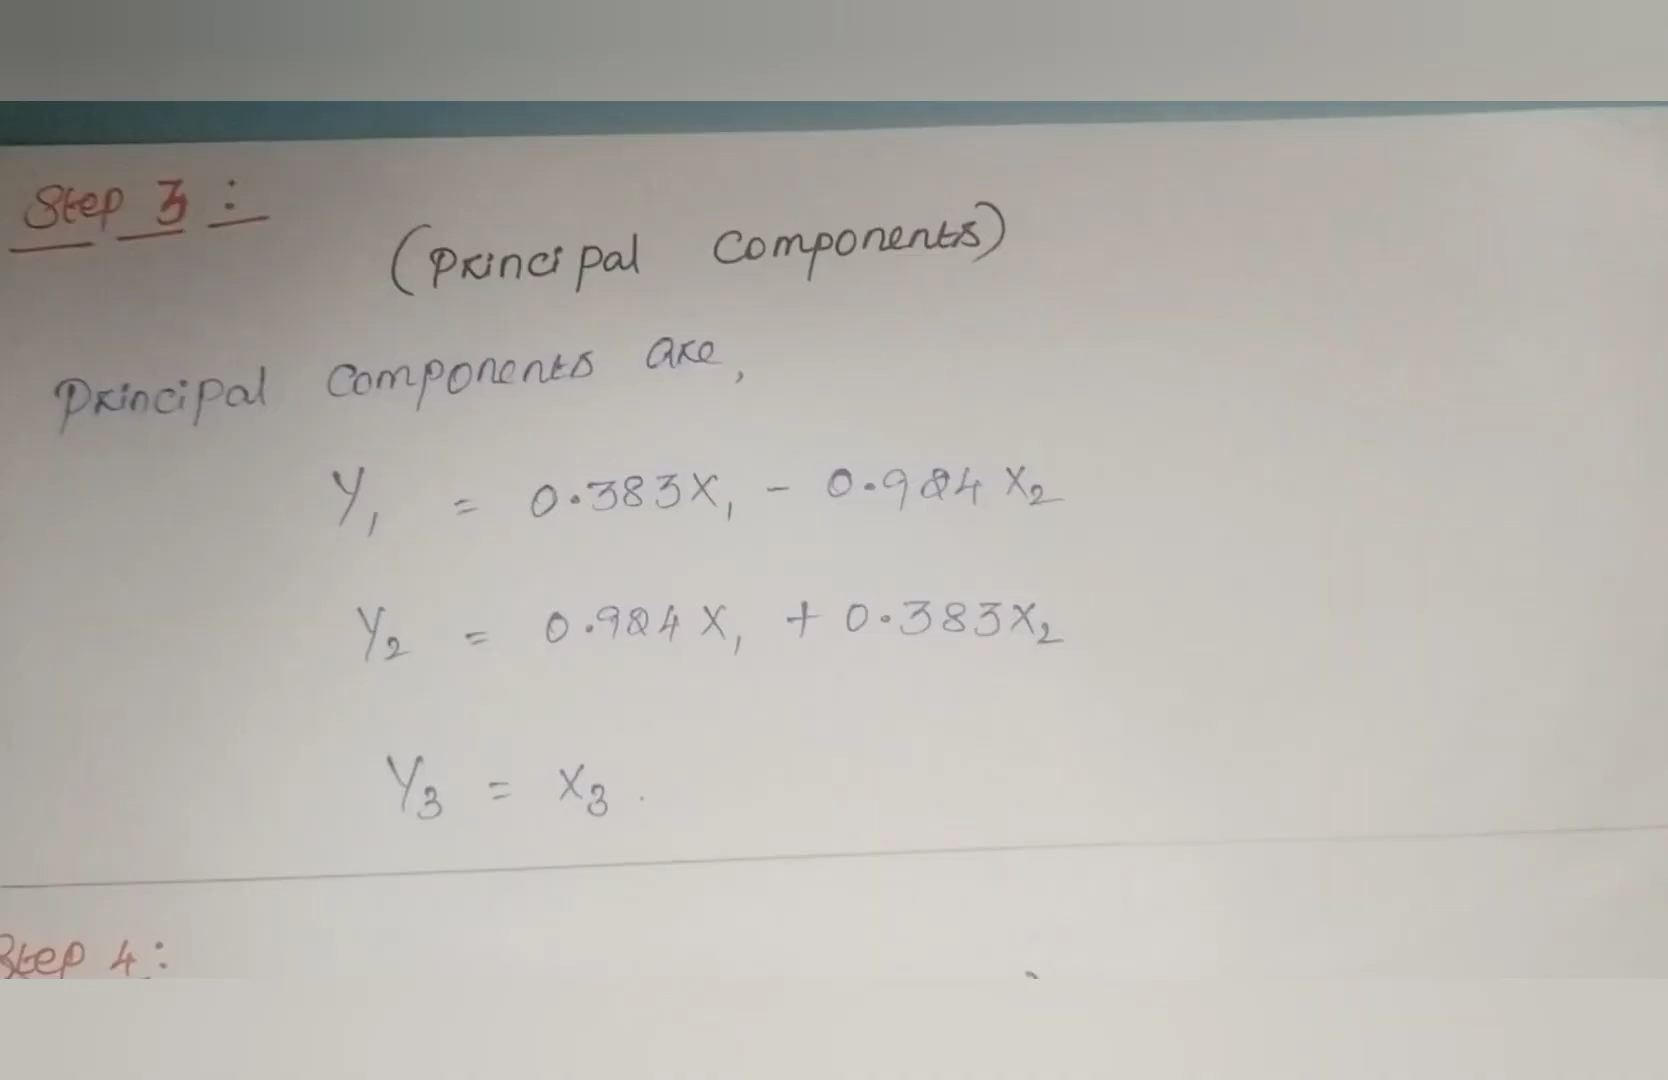 Step 3 :
(Principal Components)
Principal Components are,
Y₁ = 0.383X₁ - 0.924 X₂
Y₂ = 0.924 X₁ + 0.383X₂
Y₃ = X₃.
Step 4: